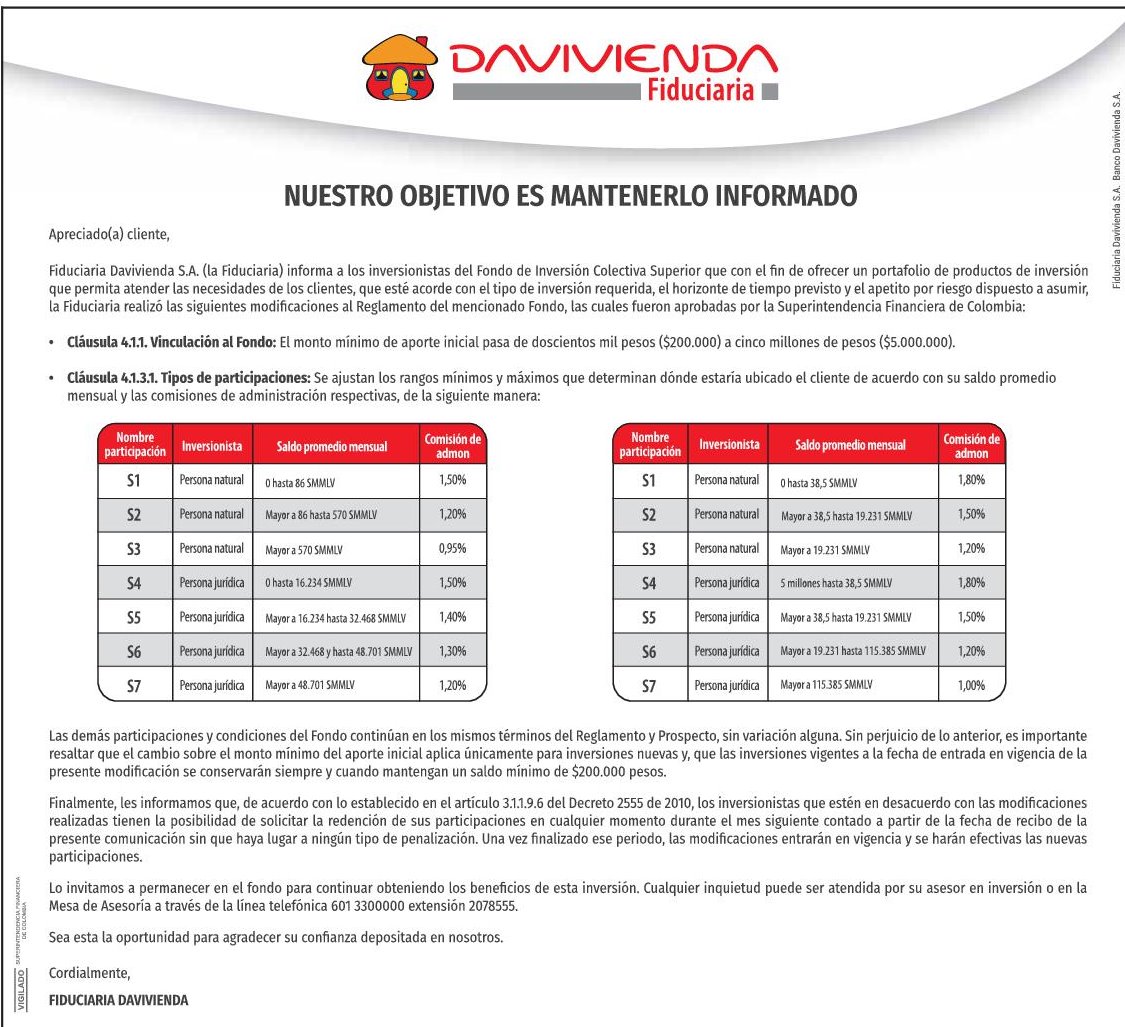 DAVIVIENDA
Fiduciaria
NUESTRO OBJETIVO ES MANTENERLO INFORMADO
Apreciado(a) cliente,
Fiduciaria Davivienda S.A. (la Fiduciaria) informa a los inversionistas del Fondo de Inversión Colectiva Superior que con el fin de ofrecer un portafolio de productos de inversión
que permita atender las necesidades de los clientes, que esté acorde con el tipo de inversión requerida, el horizonte de tiempo previsto y el apetito por riesgo dispuesto a asumir,
la Fiduciaria realizó las siguientes modificaciones al Reglamento del mencionado Fondo, las cuales fueron aprobadas por la Superintendencia Financiera de Colombia:
• Cláusula 4.1.1. Vinculación al Fondo: El monto mínimo de aporte inicial pasa de doscientos mil pesos ($200.000) a cinco millones de pesos ($5.000.000).
• Cláusula 4.1.3.1. Tipos de participaciones: Se ajustan los rangos mínimos y máximos que determinan dónde estaría ubicado el cliente de acuerdo con su saldo promedio
mensual y las comisiones de administración respectivas, de la siguiente manera:
Nombre participación Inversionista Saldo promedio mensual Comisión de admon
S1 Persona natural 0 hasta 86 SMMLV 1,50%
S2 Persona natural Mayor a 86 hasta 570 SMMLV 1,20%
S3 Persona natural Mayor a 570 SMMLV 0,95%
S4 Persona jurídica 0 hasta 16.234 SMMLV 1,50%
S5 Persona jurídica Mayor a 16.234 hasta 32.468 SMMLV 1,40%
S6 Persona jurídica Mayor a 32.468 y hasta 48.701 SMMLV 1,30%
S7 Persona jurídica Mayor a 48.701 SMMLV 1,20%
Nombre participación Inversionista Saldo promedio mensual Comisión de admon
S1 Persona natural 0 hasta 38,5 SMMLV 1,80%
S2 Persona natural Mayor a 38,5 hasta 19.231 SMMLV 1,50%
S3 Persona natural Mayor a 19.231 SMMLV 1,20%
S4 Persona jurídica 5 millones hasta 38,5 SMMLV 1,80%
S5 Persona jurídica Mayor a 38,5 hasta 19.231 SMMLV 1,50%
S6 Persona jurídica Mayor a 19.231 hasta 115.385 SMMLV 1,20%
S7 Persona jurídica Mayor a 115.385 SMMLV 1,00%
Las demás participaciones y condiciones del Fondo continúan en los mismos términos del Reglamento y Prospecto, sin variación alguna. Sin perjuicio de lo anterior, es importante
resaltar que el cambio sobre el monto mínimo del aporte inicial aplica únicamente para inversiones nuevas y, que las inversiones vigentes a la fecha de entrada en vigencia de la
presente modificación se conservarán siempre y cuando mantengan un saldo mínimo de $200.000 pesos.
Finalmente, les informamos que, de acuerdo con lo establecido en el artículo 3.1.1.9.6 del Decreto 2555 de 2010, los inversionistas que estén en desacuerdo con las modificaciones
realizadas tienen la posibilidad de solicitar la redención de sus participaciones en cualquier momento durante el mes siguiente contado a partir de la fecha de recibo de la
presente comunicación sin que haya lugar a ningún tipo de penalización. Una vez finalizado ese periodo, las modificaciones entrarán en vigencia y se harán efectivas las nuevas
participaciones.
Lo invitamos a permanecer en el fondo para continuar obteniendo los beneficios de esta inversión. Cualquier inquietud puede ser atendida por su asesor en inversión o en la
Mesa de Asesoría a través de la línea telefónica 601 3300000 extensión 2078555.
Sea esta la oportunidad para agradecer su confianza depositada en nosotros.
Cordialmente,
FIDUCIARIA DAVIVIENDA
VIGILADO
SUPERINTENDENCIA FINANCIERA
DE COLOMBIA
Fiduciaria Davivienda S.A. Banco Davivienda S.A.